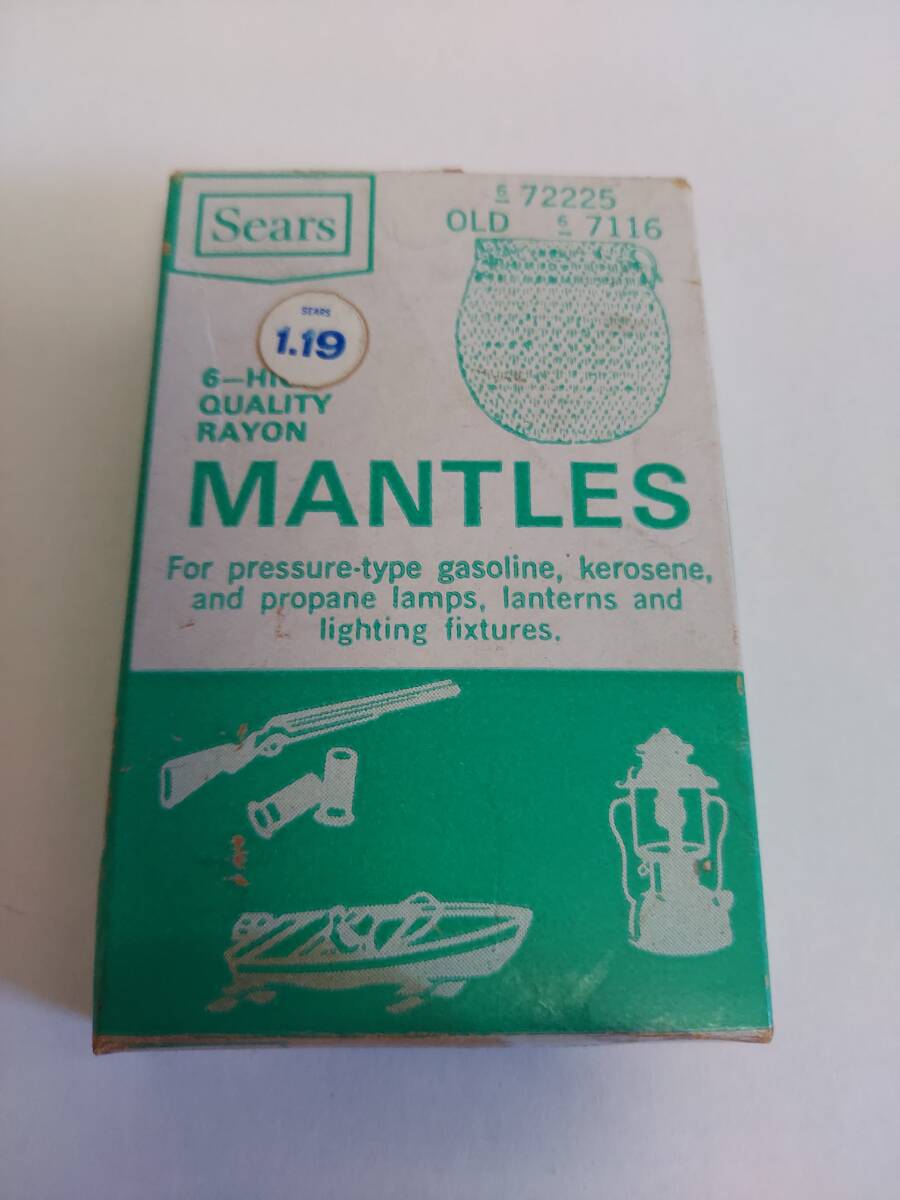 Sears
6 72225
OLD 6 7116
SEARS
1.19
6—HI
QUALITY
RAYON
MANTLES
For pressure-type gasoline, kerosene,
and propane lamps, lanterns and
lighting fixtures.